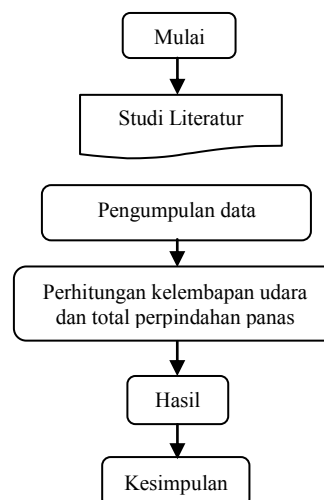 Mulai
Studi Literatur
Pengumpulan data
Perhitungan kelembapan udara
dan total perpindahan panas
Hasil
Kesimpulan